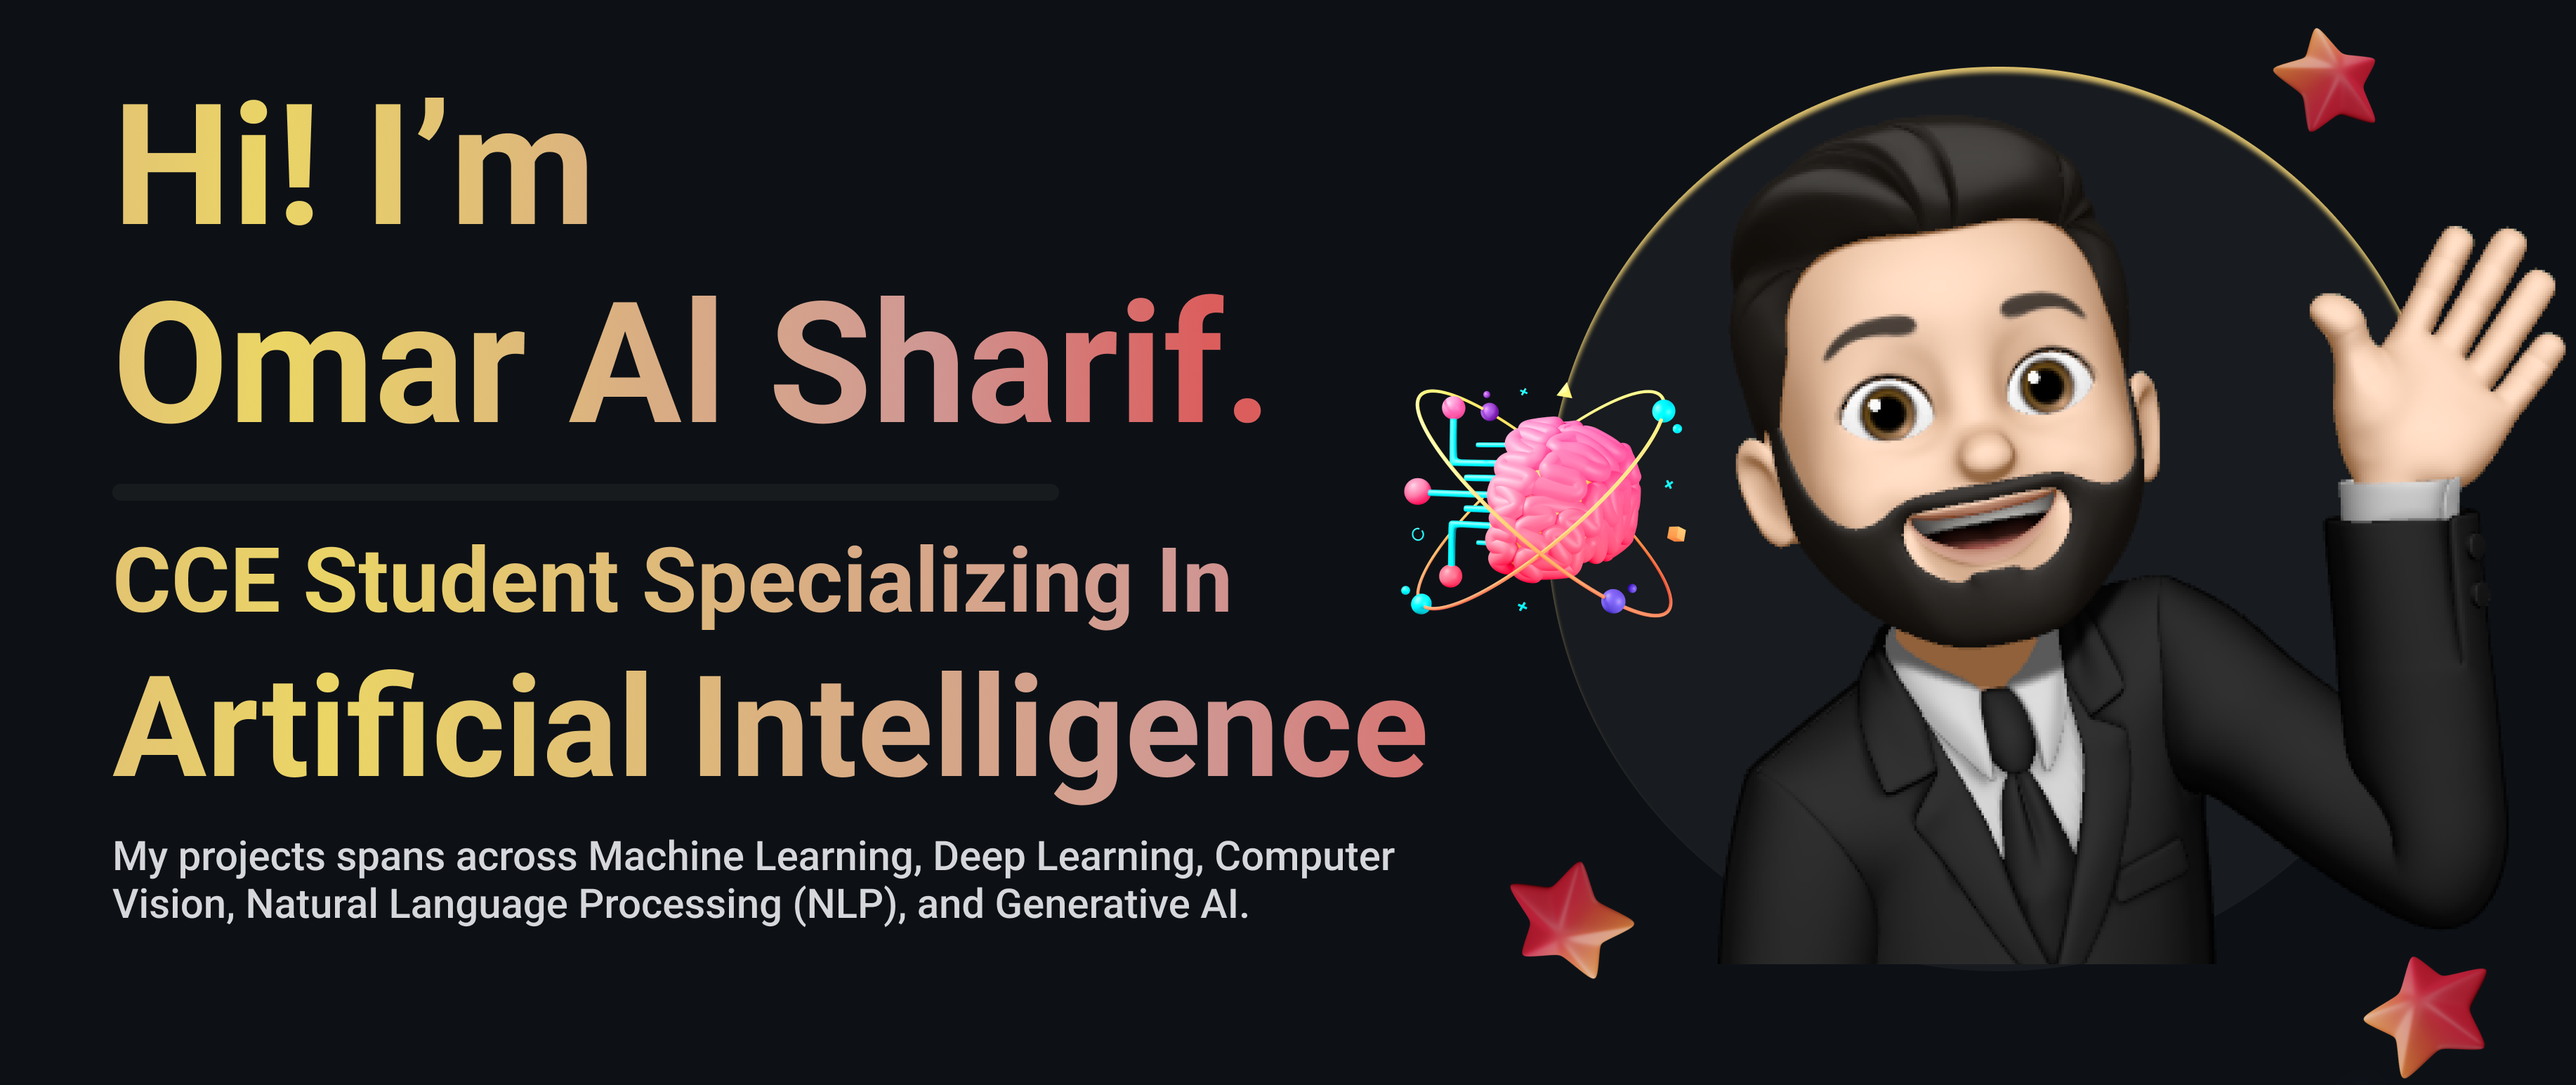 Hi! I’m
Omar Al Sharif.
CCE Student Specializing In
Artificial Intelligence
My projects spans across Machine Learning, Deep Learning, Computer
Vision, Natural Language Processing (NLP), and Generative AI.